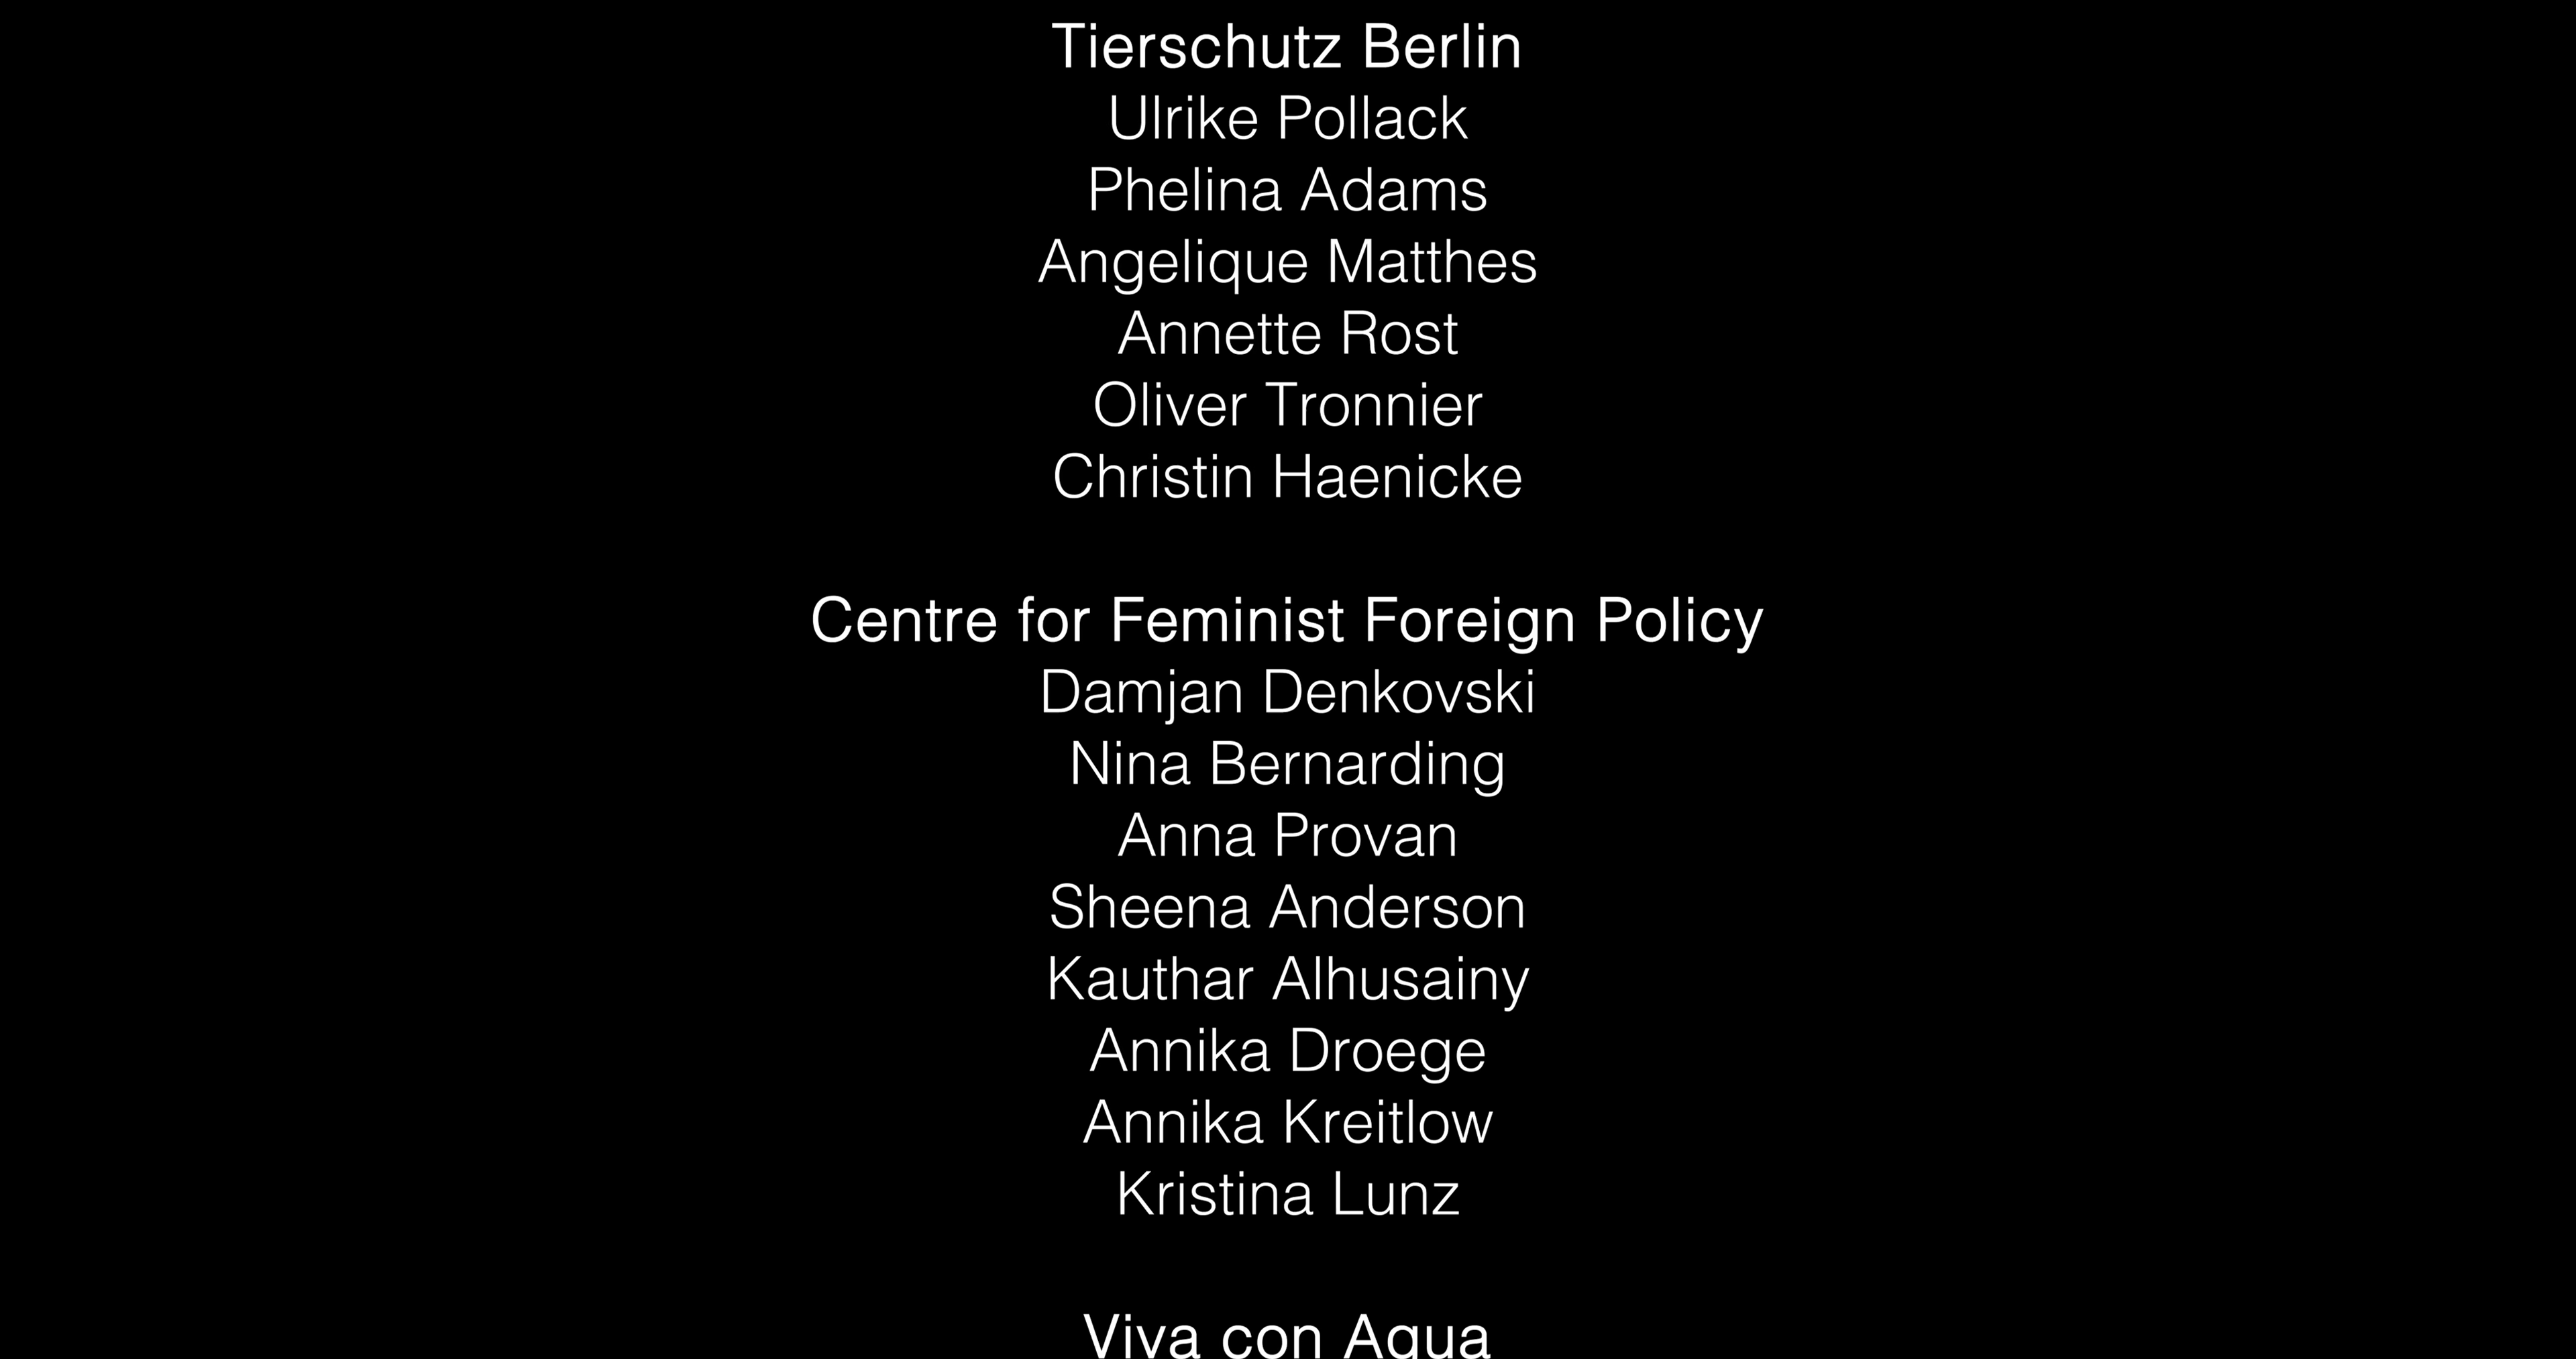 Tierschutz Berlin
Ulrike Pollack
Phelina Adams
Angelique Matthes
Annette Rost
Oliver Tronnier
Christin Haenicke
Centre for Feminist Foreign Policy
Damjan Denkovski
Nina Bernarding
Anna Provan
Sheena Anderson
Kauthar Alhusainy
Annika Droege
Annika Kreitlow
Kristina Lunz
Viva con Agua